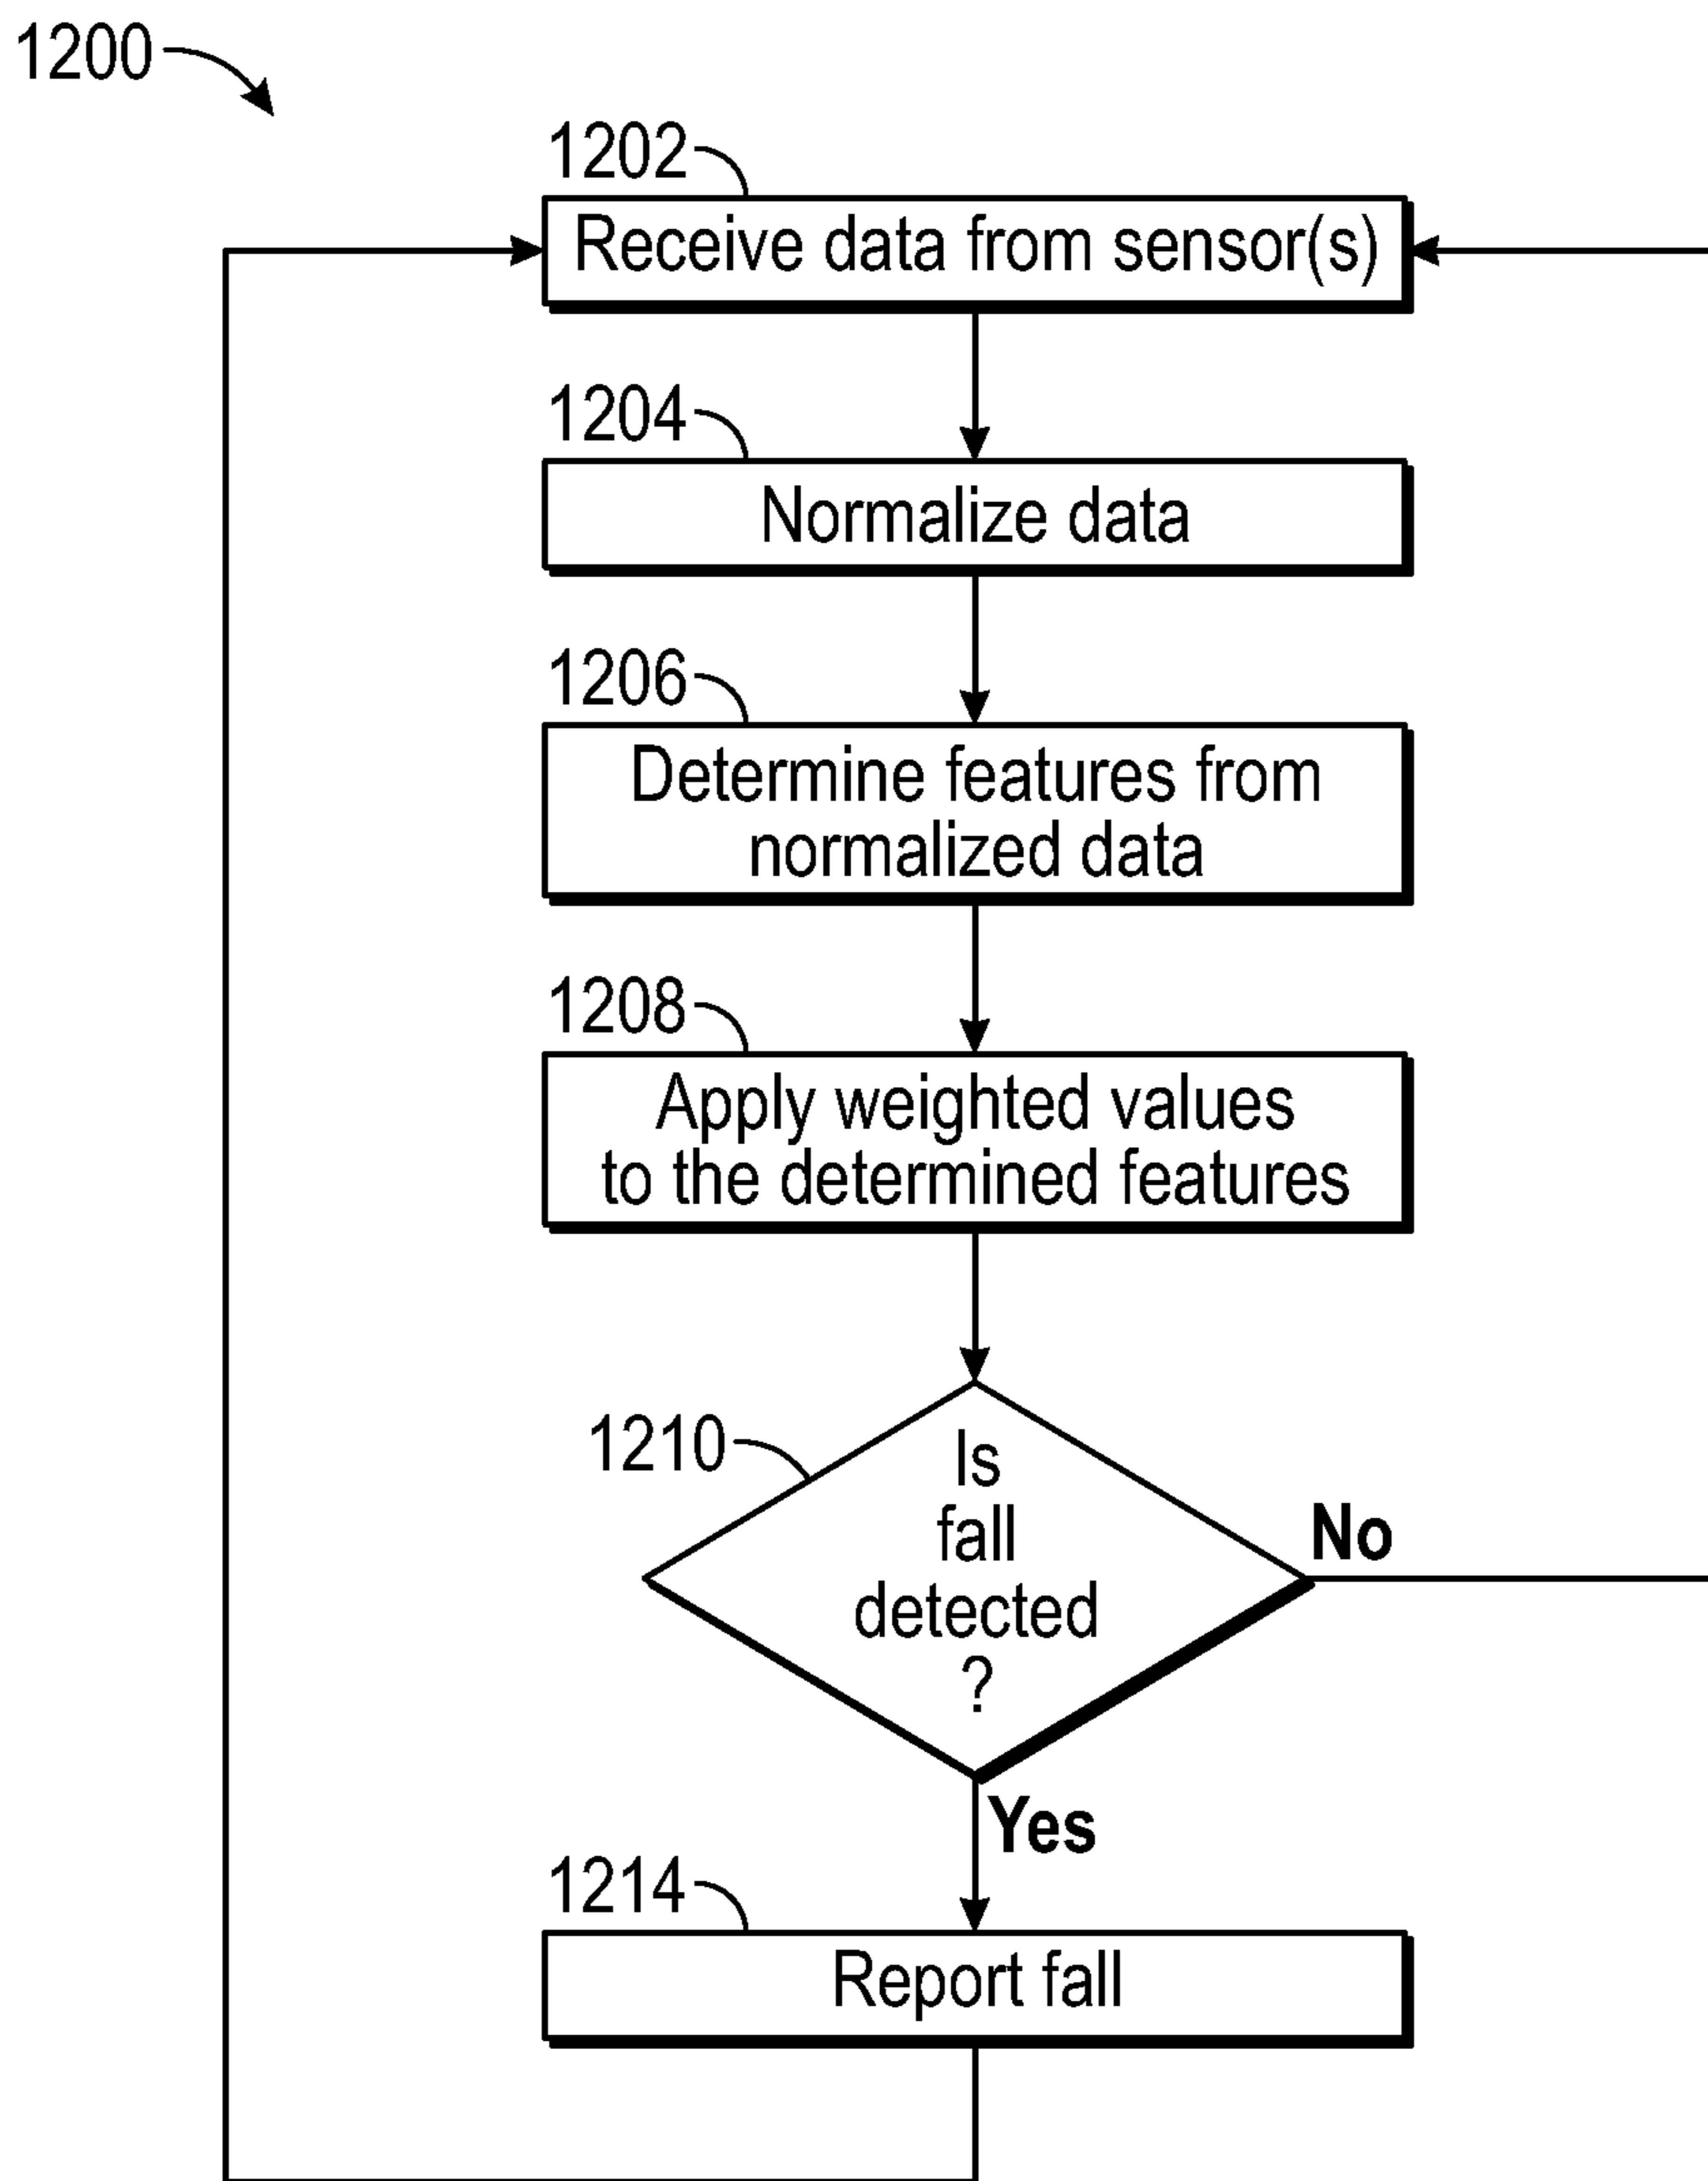 1200
1202
Receive data from sensor(s)
1204
Normalize data
1206
Determine features from
normalized data
1208
Apply weighted values
to the determined features
1210
Is
fall
detected
?
No
Yes
1214
Report fall